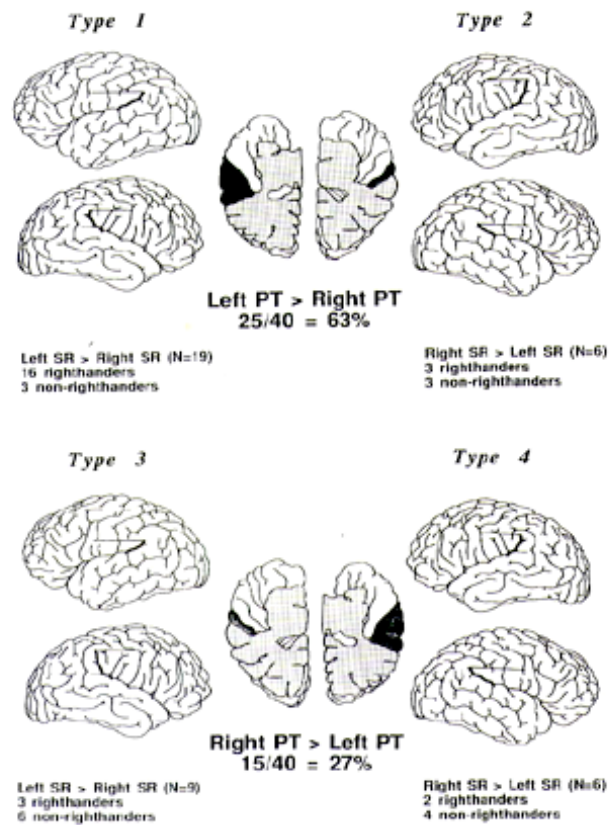 Type 1
Type 2
Left PT > Right PT
25/40 = 63%
Left SR > Right SR (N=19)
16 righthanders
3 non-righthanders
Right SR > Left SR (N=6)
3 righthanders
3 non-righthanders
Type 3
Type 4
Right PT > Left PT
15/40 = 27%
Left SR > Right SR (N=9)
3 righthanders
6 non-righthanders
Right SR > Left SR (N=6)
2 righthanders
4 non-righthanders